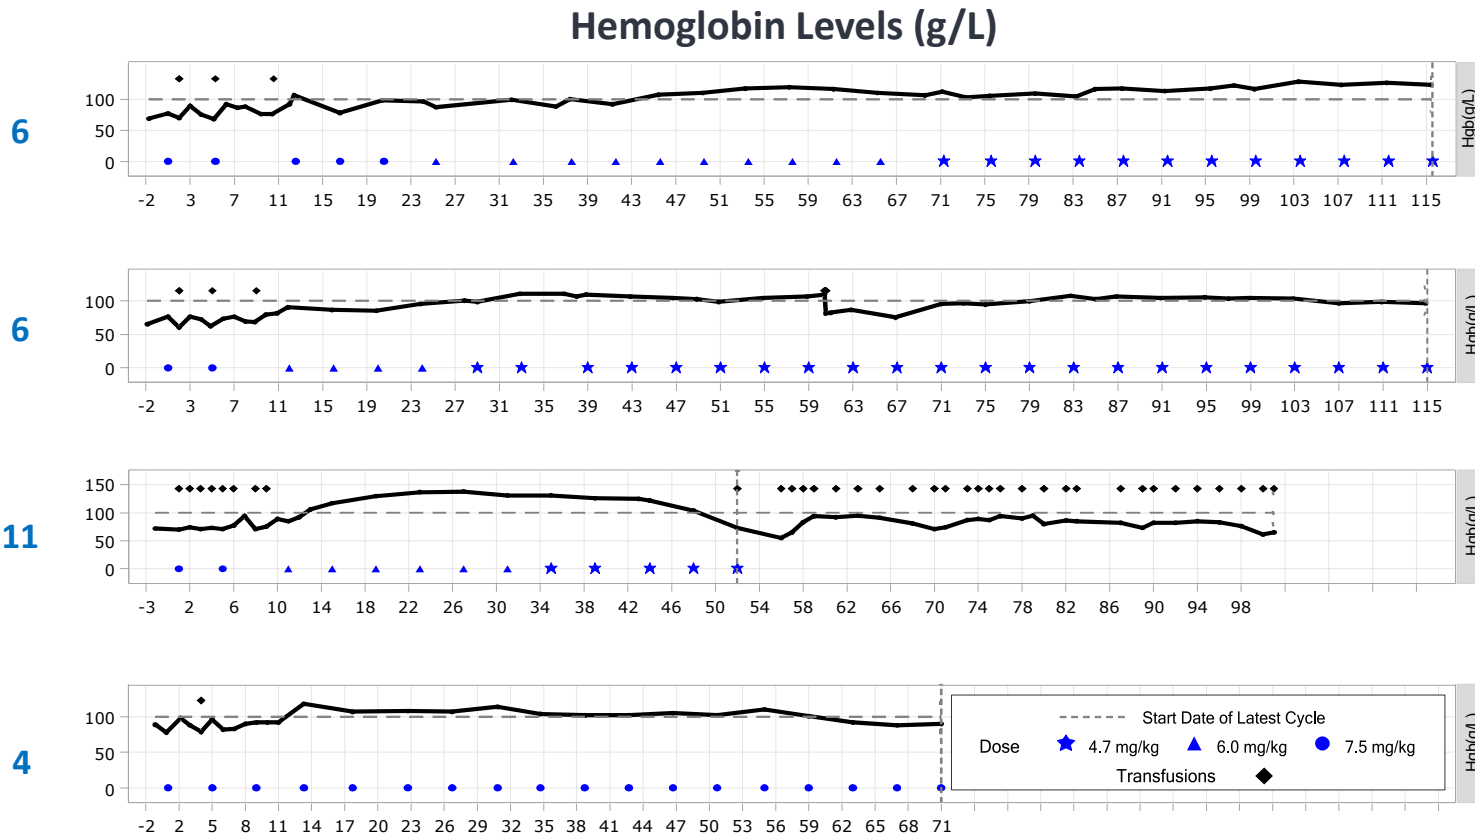 Hemoglobin Levels (g/L)
6
100
50
0
Hgb(g/L)
-2 3 7 11 15 19 23 27 31 35 39 43 47 51 55 59 63 67 71 75 79 83 87 91 95 99 103 107 111 115
6
100
50
0
Hgb(g/L)
-2 3 7 11 15 19 23 27 31 35 39 43 47 51 55 59 63 67 71 75 79 83 87 91 95 99 103 107 111 115
11
150
100
50
0
Hgb(g/L)
-3 2 6 10 14 18 22 26 30 34 38 42 46 50 54 58 62 66 70 74 78 82 86 90 94 98
4
100
50
0
Hgb(g/L)
Start Date of Latest Cycle
Dose 4.7 mg/kg 6.0 mg/kg 7.5 mg/kg
Transfusions
-2 2 5 8 11 14 17 20 23 26 29 32 35 38 41 44 47 50 53 56 59 62 65 68 71